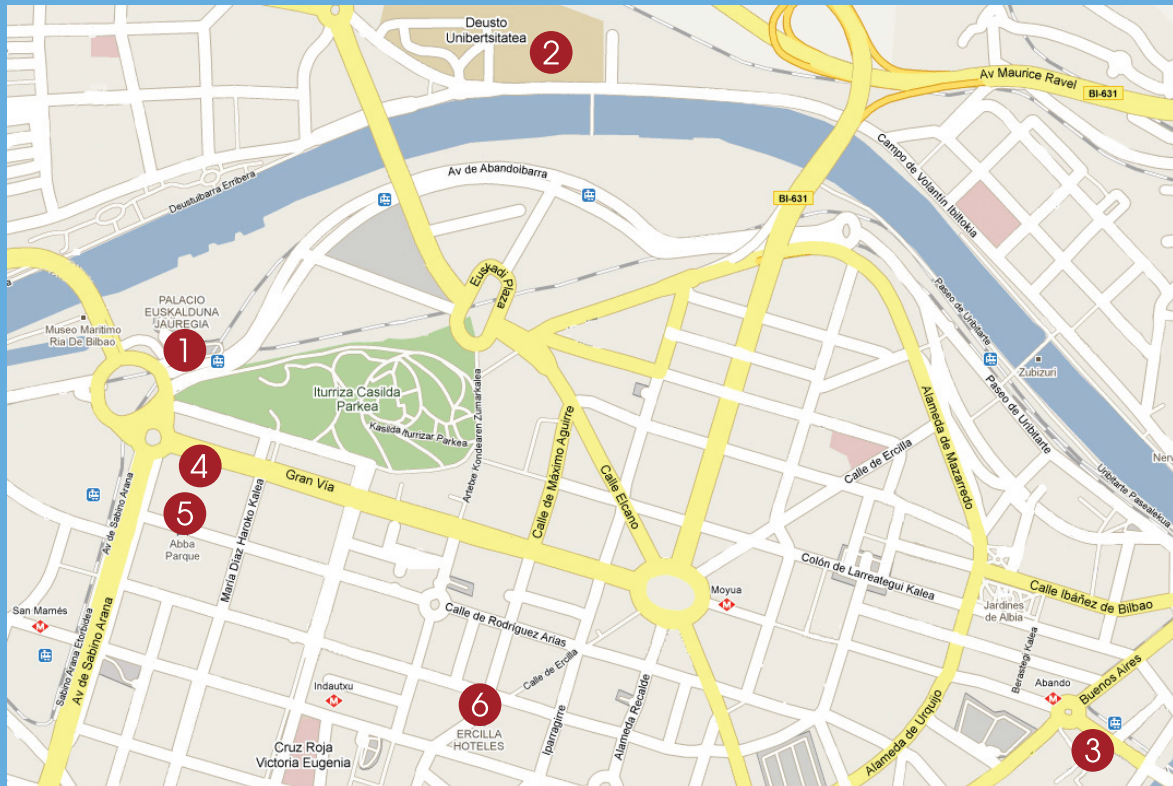 Deusto
Unibertsitatea
2
Av Maurice Ravel
BI-631
Campo de Volantín Ibiltokia
Av de Abandoibarra
Deustuibarra Erribera
BI-631
Euskadi Plaza
PALACIO
EUSKALDUNA
JAUREGIA
Museo Maritimo
Ria De Bilbao
1
Paseo de Uribitarte
Zubizuri
Paseo de Uribitarte
Iturriza Casilda
Parkea
Kasilda Iturrizar Parkea
Artetxe Kondearen Zumarkalea
Calle de Máximo Aguirre
Calle Elcano
Alameda de Mazarredo
Calle de Ercilla
Uribitarte Pasealekua
4
Gran Via
5
Abba
Parque
Av de Sabino Arana
María Díaz Haroko Kalea
Colón de Larreategui Kalea
Moyua
M
Calle Ibáñez de Bilbao
Jardines
de Albia
San Mamés
M
Sabino Arana Etorbidea
Av de Sabino Arana
Calle de Rodríguez Arias
Calle de Ercilla
Berastegi Kalea
Buenos Aires
Abando
M
Indautxu
M
6
ERCILLA
HOTELES
Iparragirre
Alameda Recalde
Alameda de Urquijo
3
Cruz Roja
Victoria Eugenia